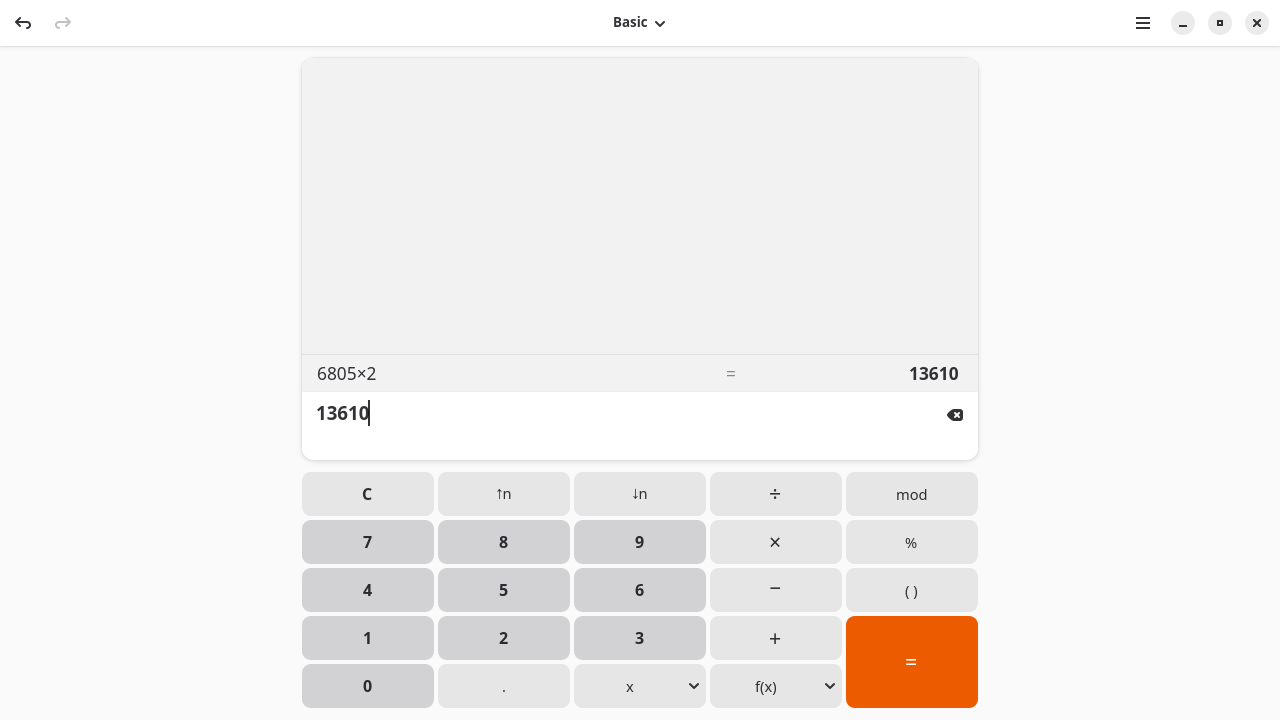 Basic
6805×2 = 13610
13610
C ↑n ↓n ÷ mod
7 8 9 × %
4 5 6 − ( )
1 2 3 +
=
0 . x f(x)